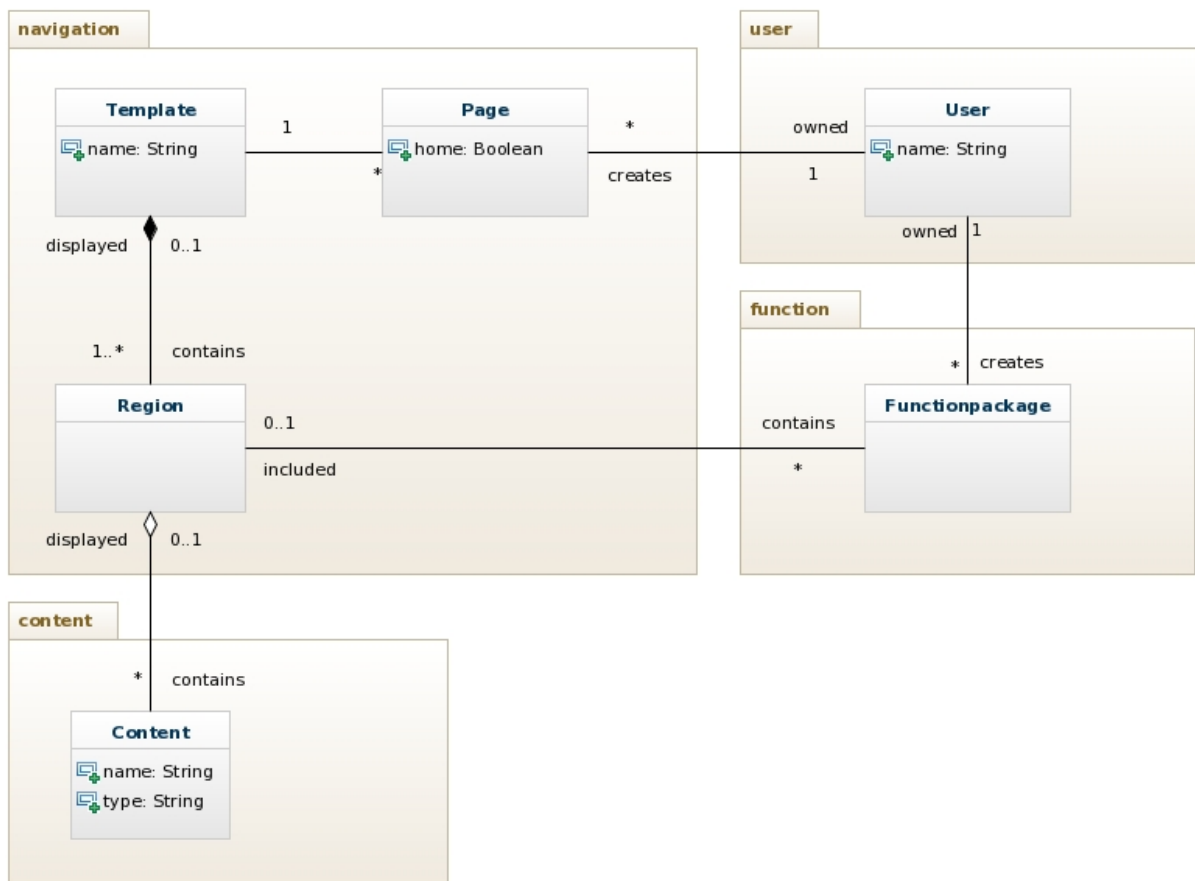 navigation
user
Template
Page
User
name: String
home: Boolean
name: String
1
*
*
creates
owned
1
displayed
0..1
owned
1
1..*
contains
function
*
creates
Region
Functionpackage
0..1
included
contains
*
displayed
0..1
content
*
contains
Content
name: String
type: String